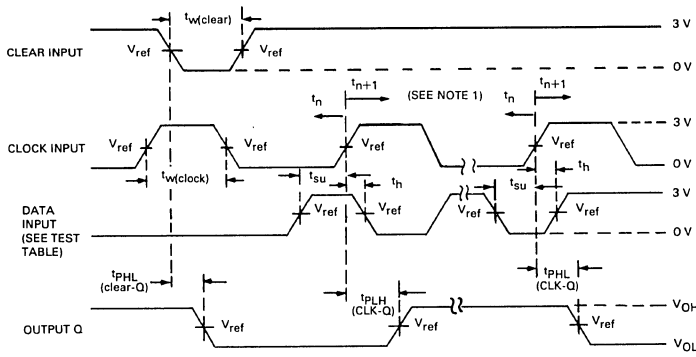 tw(clear)
3 V
CLEAR INPUT
Vref
Vref
0 V
tn
tn+1
(SEE NOTE 1)
tn
tn+1
3 V
CLOCK INPUT
Vref
Vref
Vref
Vref
0 V
tw(clock)
tsu
th
tsu
th
3 V
DATA
INPUT
(SEE TEST
TABLE)
Vref
Vref
Vref
Vref
0 V
tPHL
(clear-Q)
tPLH
(CLK-Q)
tPHL
(CLK-Q)
VOH
OUTPUT Q
Vref
Vref
Vref
VOL